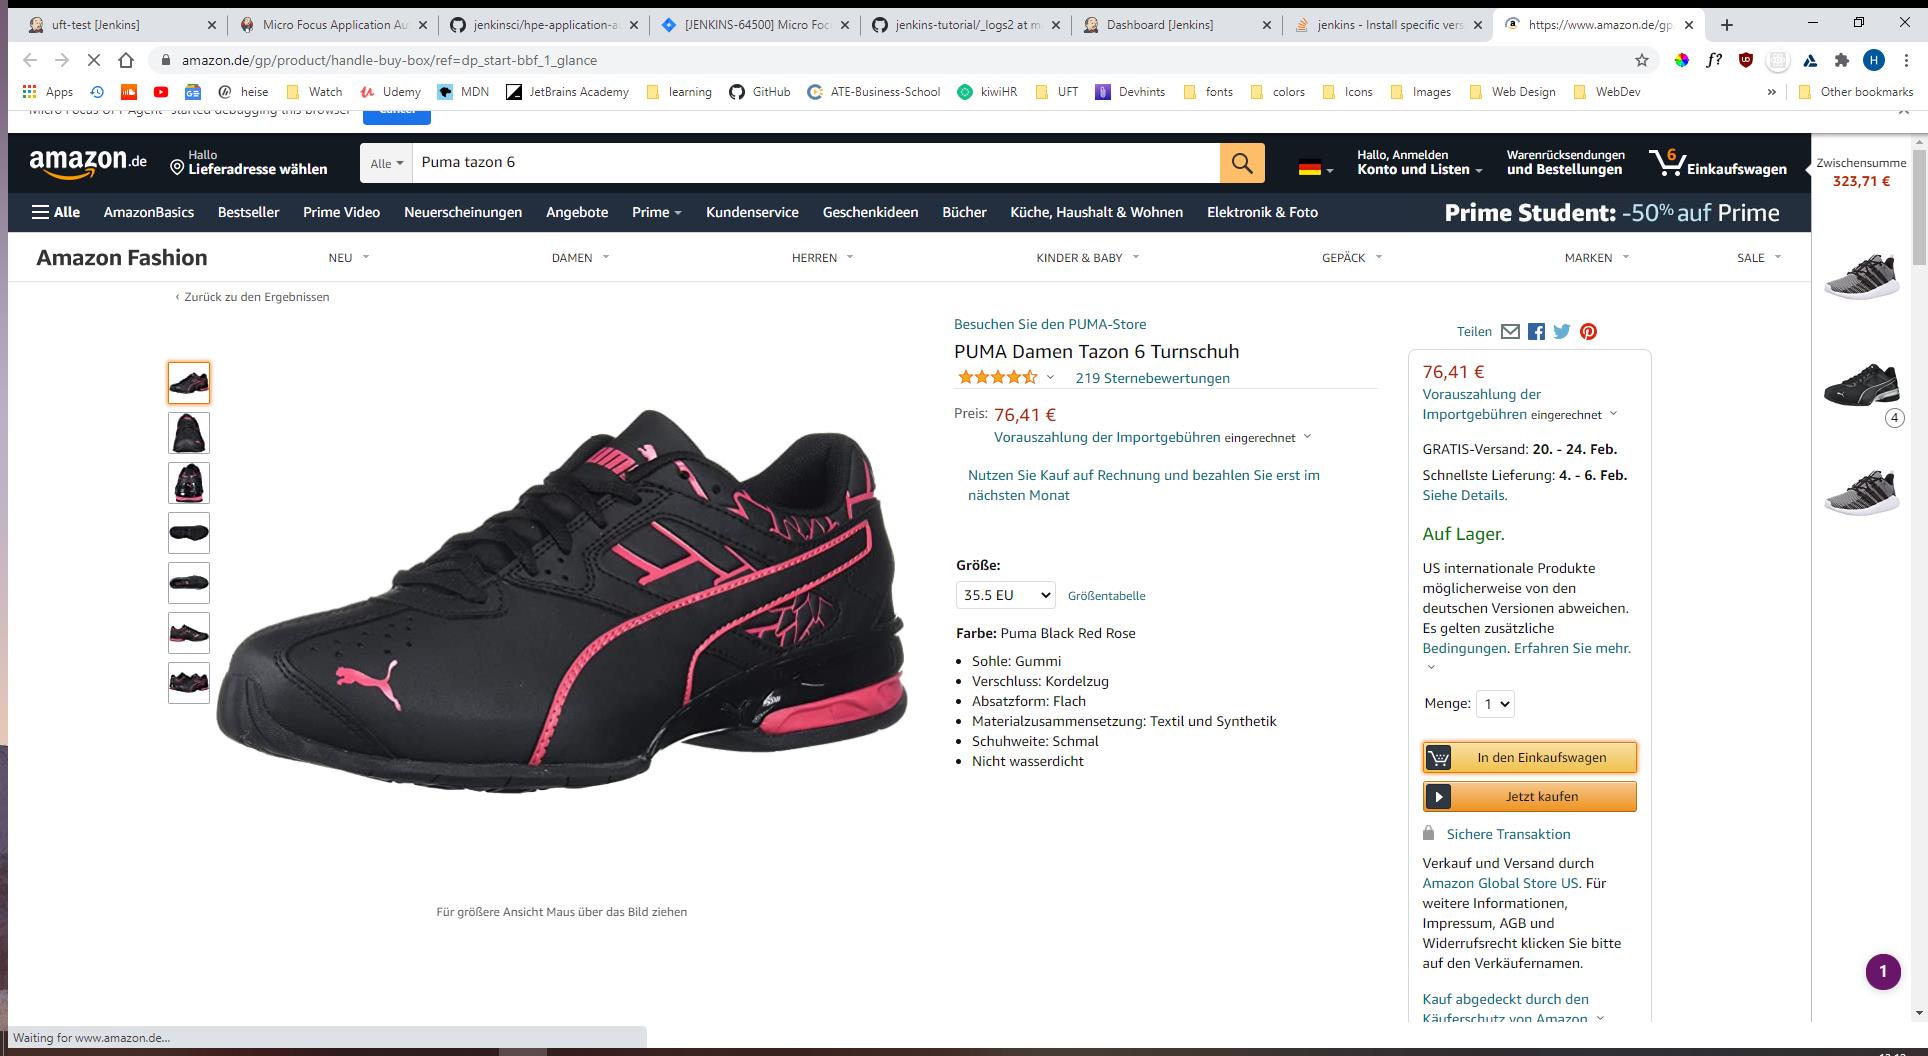 uft-test [Jenkins]
Micro Focus Application Au
jenkinsci/hpe-application-a
[JENKINS-64500] Micro Foc
jenkins-tutorial/_logs2 at m
Dashboard [Jenkins]
jenkins - Install specific vers
https://www.amazon.de/gp
amazon.de/gp/product/handle-buy-box/ref=dp_start-bbf_1_glance
f?
H
Apps
heise
Watch
Udemy
MDN
JetBrains Academy
learning
GitHub
ATE-Business-School
kiwiHR
UFT
Devhints
fonts
colors
Icons
Images
Web Design
WebDev
Other bookmarks
amazon.de
Hallo
Lieferadresse wählen
Alle
Puma tazon 6
Hallo, Anmelden
Konto und Listen
Warenrücksendungen
und Bestellungen
6
Einkaufswagen
Zwischensumme
323,71 €
Alle
AmazonBasics
Bestseller
Prime Video
Neuerscheinungen
Angebote
Prime
Kundenservice
Geschenkideen
Bücher
Küche, Haushalt & Wohnen
Elektronik & Foto
Prime Student: -50% auf Prime
Amazon Fashion
NEU
DAMEN
HERREN
KINDER & BABY
GEPÄCK
MARKEN
SALE
‹ Zurück zu den Ergebnissen
Besuchen Sie den PUMA-Store
PUMA Damen Tazon 6 Turnschuh
219 Sternebewertungen
Preis: 76,41 €
Vorauszahlung der Importgebühren eingerechnet
Nutzen Sie Kauf auf Rechnung und bezahlen Sie erst im
nächsten Monat
Größe:
35.5 EU
Größentabelle
Farbe: Puma Black Red Rose
• Sohle: Gummi
• Verschluss: Kordelzug
• Absatzform: Flach
• Materialzusammensetzung: Textil und Synthetik
• Schuhweite: Schmal
• Nicht wasserdicht
Für größere Ansicht Maus über das Bild ziehen
Teilen
76,41 €
Vorauszahlung der
Importgebühren eingerechnet
GRATIS-Versand: 20. - 24. Feb.
Schnellste Lieferung: 4. - 6. Feb.
Siehe Details.
Auf Lager.
US internationale Produkte
möglicherweise von den
deutschen Versionen abweichen.
Es gelten zusätzliche
Bedingungen. Erfahren Sie mehr.
Menge: 1
In den Einkaufswagen
Jetzt kaufen
Sichere Transaktion
Verkauf und Versand durch
Amazon Global Store US. Für
weitere Informationen,
Impressum, AGB und
Widerrufsrecht klicken Sie bitte
auf den Verkäufernamen.
Kauf abgedeckt durch den
Käuferschutz von Amazon
4
1
Waiting for www.amazon.de...